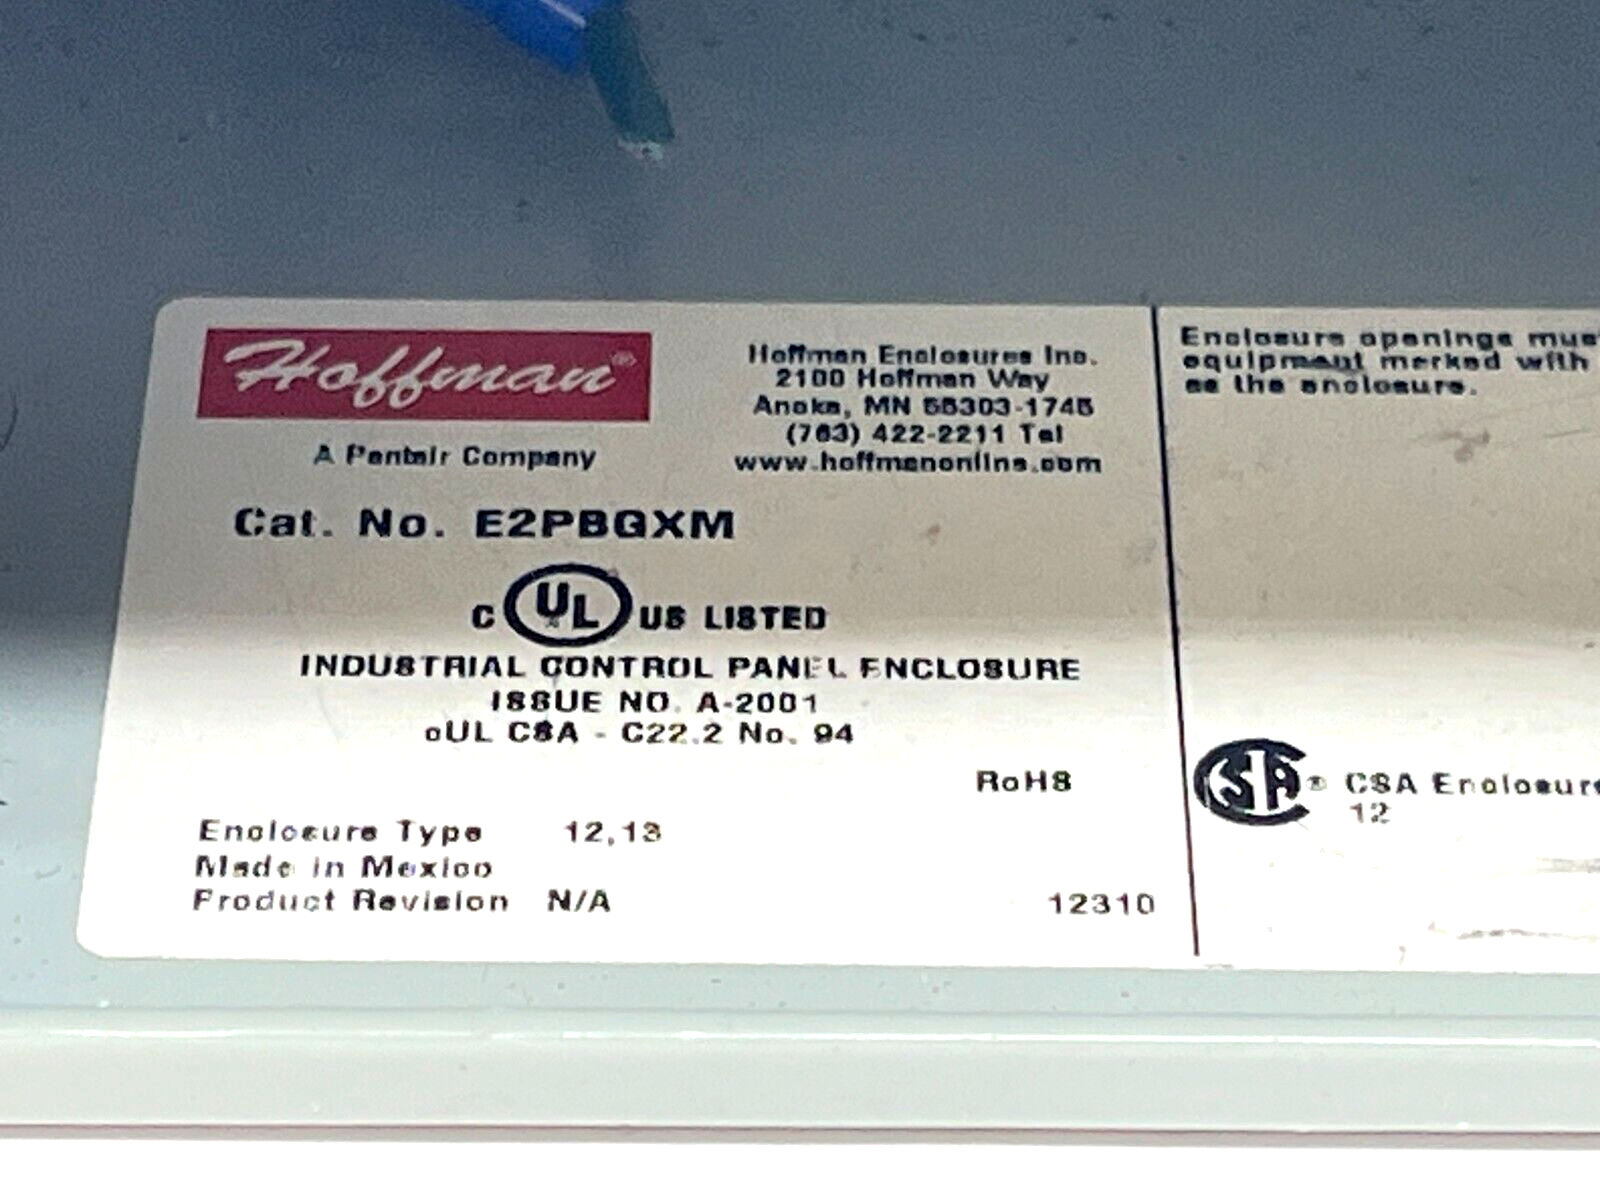 Hoffman®
A Pentair Company
Hoffman Enclosures Inc.
2100 Hoffman Way
Anoka, MN 55303-1745
(763) 422-2211 Tel
www.hoffmanonline.com
Cat. No. E2PBGXM
C UL US LISTED
INDUSTRIAL CONTROL PANEL ENCLOSURE
ISSUE NO. A-2001
cUL CSA - C22.2 No. 94
RoHS
Enclosure Type 12,13
Made in Mexico
Product Revision N/A
12310
Enclosure openings must
equipment marked with
as the enclosure.
CSA® CSA Enclosure
12